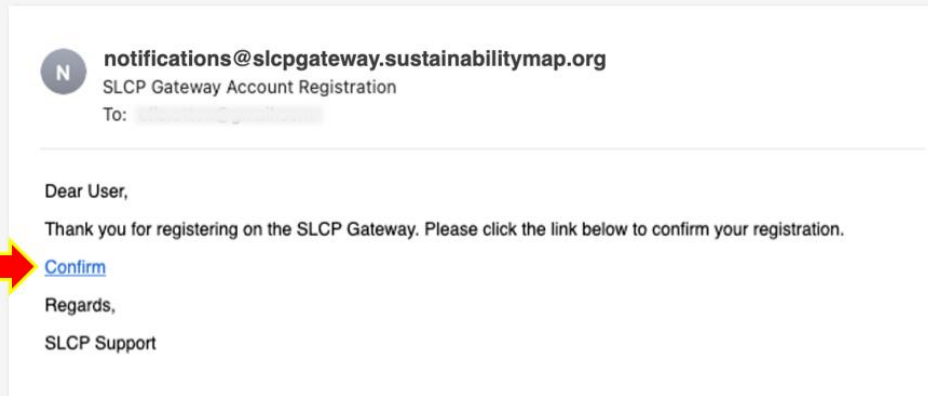 N
notifications@slcpgateway.sustainabilitymap.org
SLCP Gateway Account Registration
To:
Dear User,
Thank you for registering on the SLCP Gateway. Please click the link below to confirm your registration.
Confirm
Regards,
SLCP Support